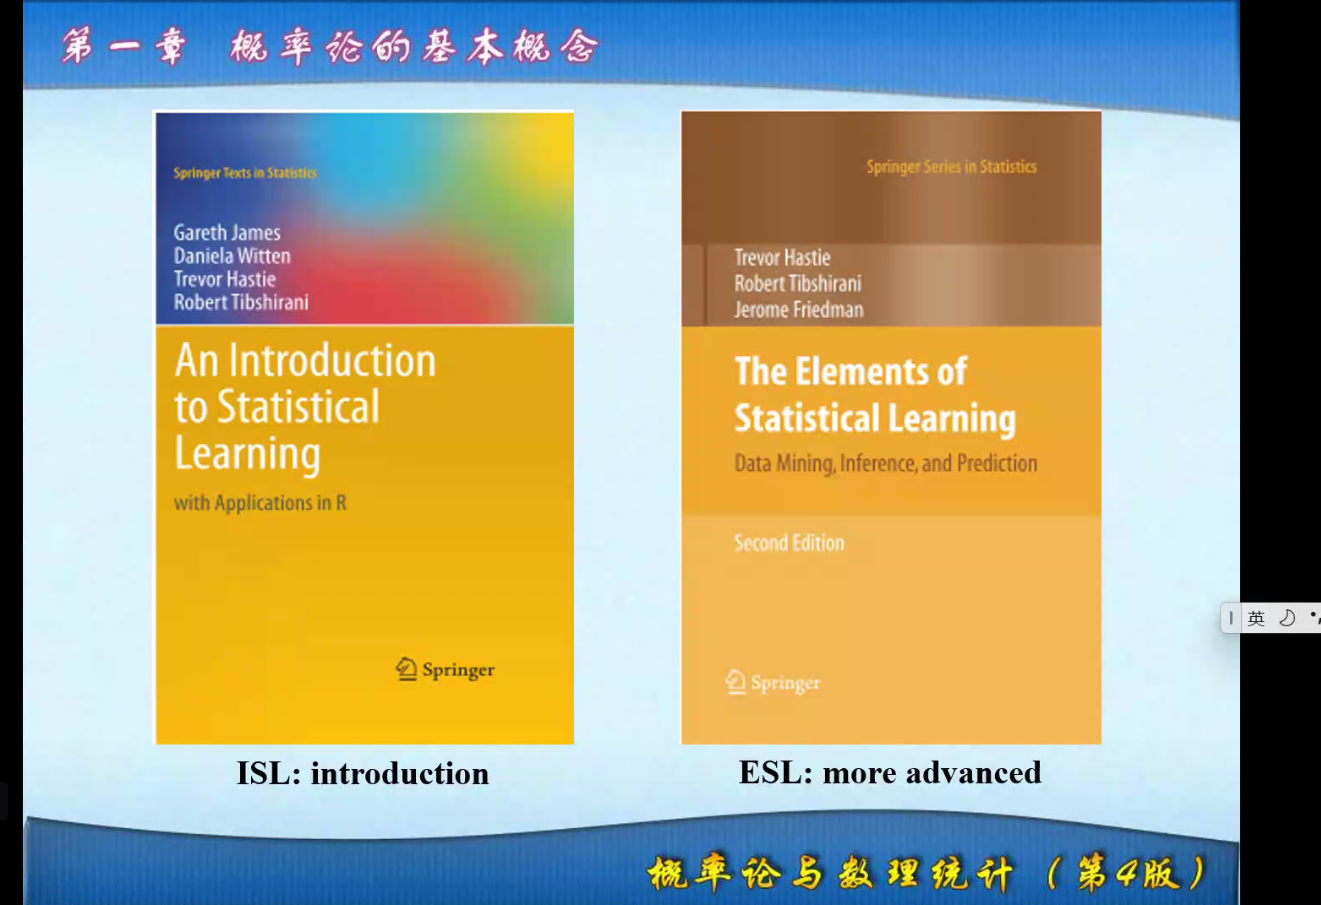 第一章 概率论的基本概念
Springer Texts in Statistics
Gareth James
Daniela Witten
Trevor Hastie
Robert Tibshirani
An Introduction
to Statistical
Learning
with Applications in R
Springer
ISL: introduction
Springer Series in Statistics
Trevor Hastie
Robert Tibshirani
Jerome Friedman
The Elements of
Statistical Learning
Data Mining, Inference, and Prediction
Second Edition
Springer
ESL: more advanced
英
概率论与数理统计（第4版）